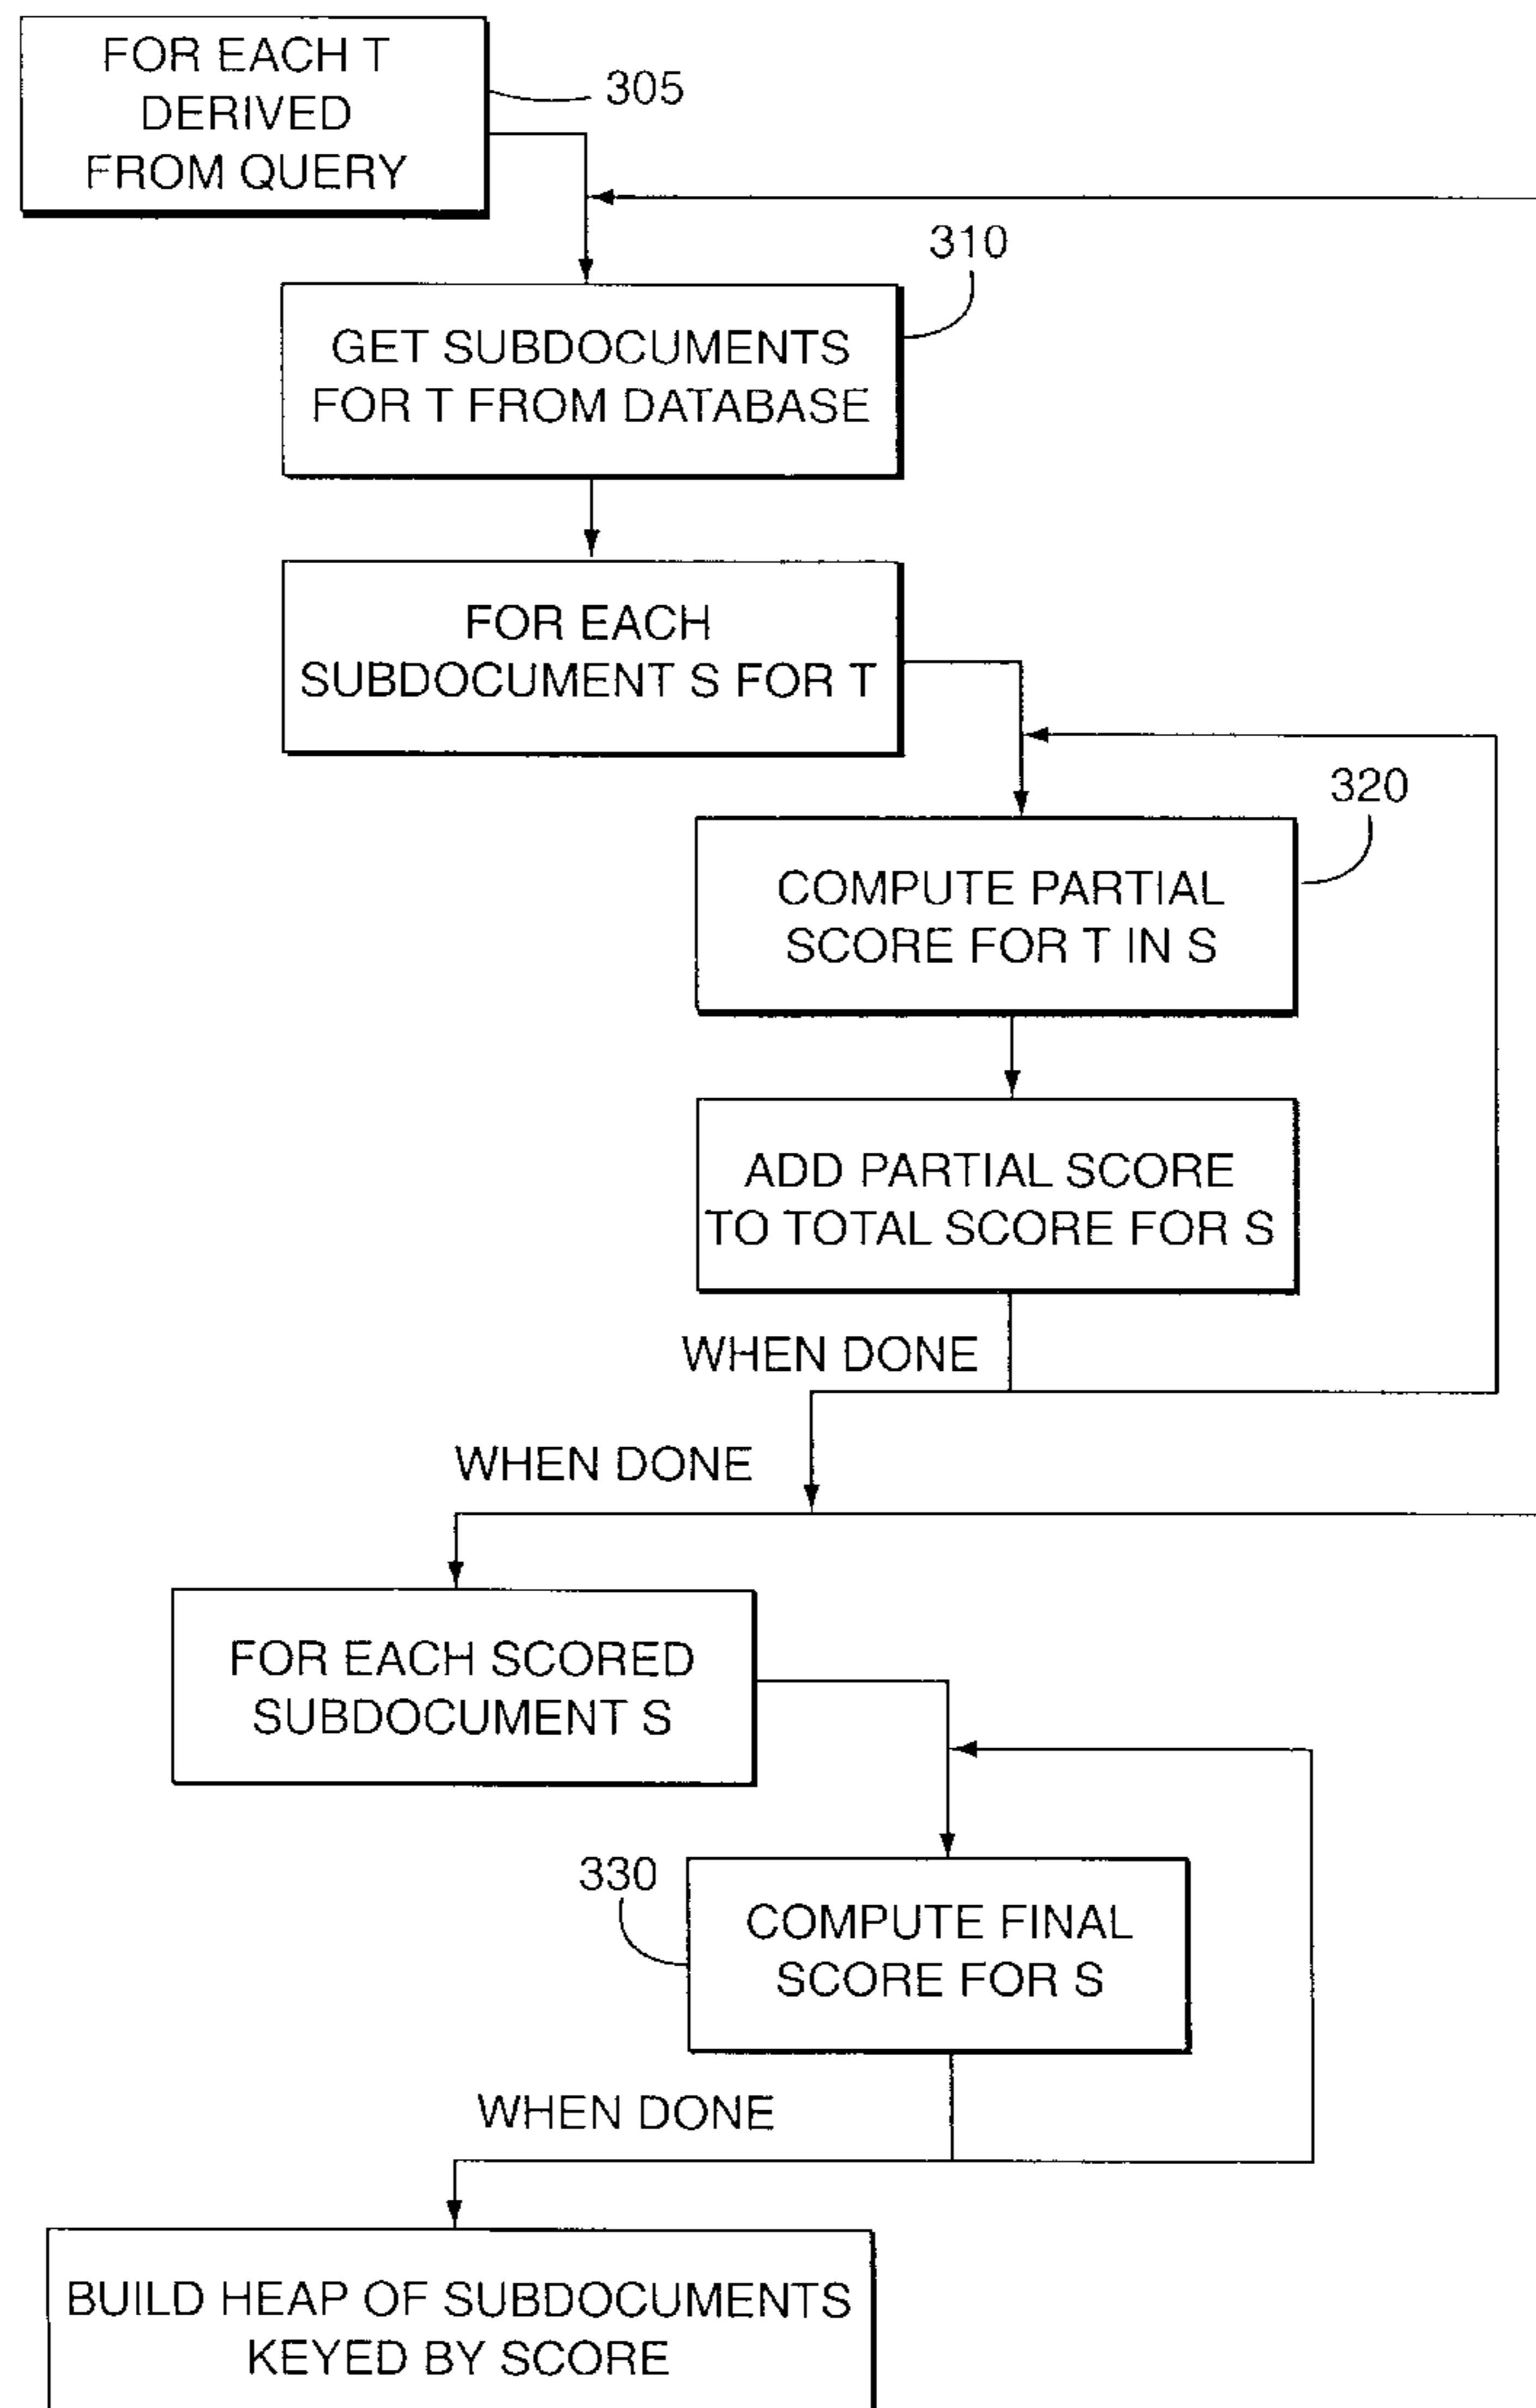 FOR EACH T
DERIVED
FROM QUERY
305
310
GET SUBDOCUMENTS
FOR T FROM DATABASE
FOR EACH
SUBDOCUMENT S FOR T
320
COMPUTE PARTIAL
SCORE FOR T IN S
ADD PARTIAL SCORE
TO TOTAL SCORE FOR S
WHEN DONE
WHEN DONE
FOR EACH SCORED
SUBDOCUMENT S
330
COMPUTE FINAL
SCORE FOR S
WHEN DONE
BUILD HEAP OF SUBDOCUMENTS
KEYED BY SCORE